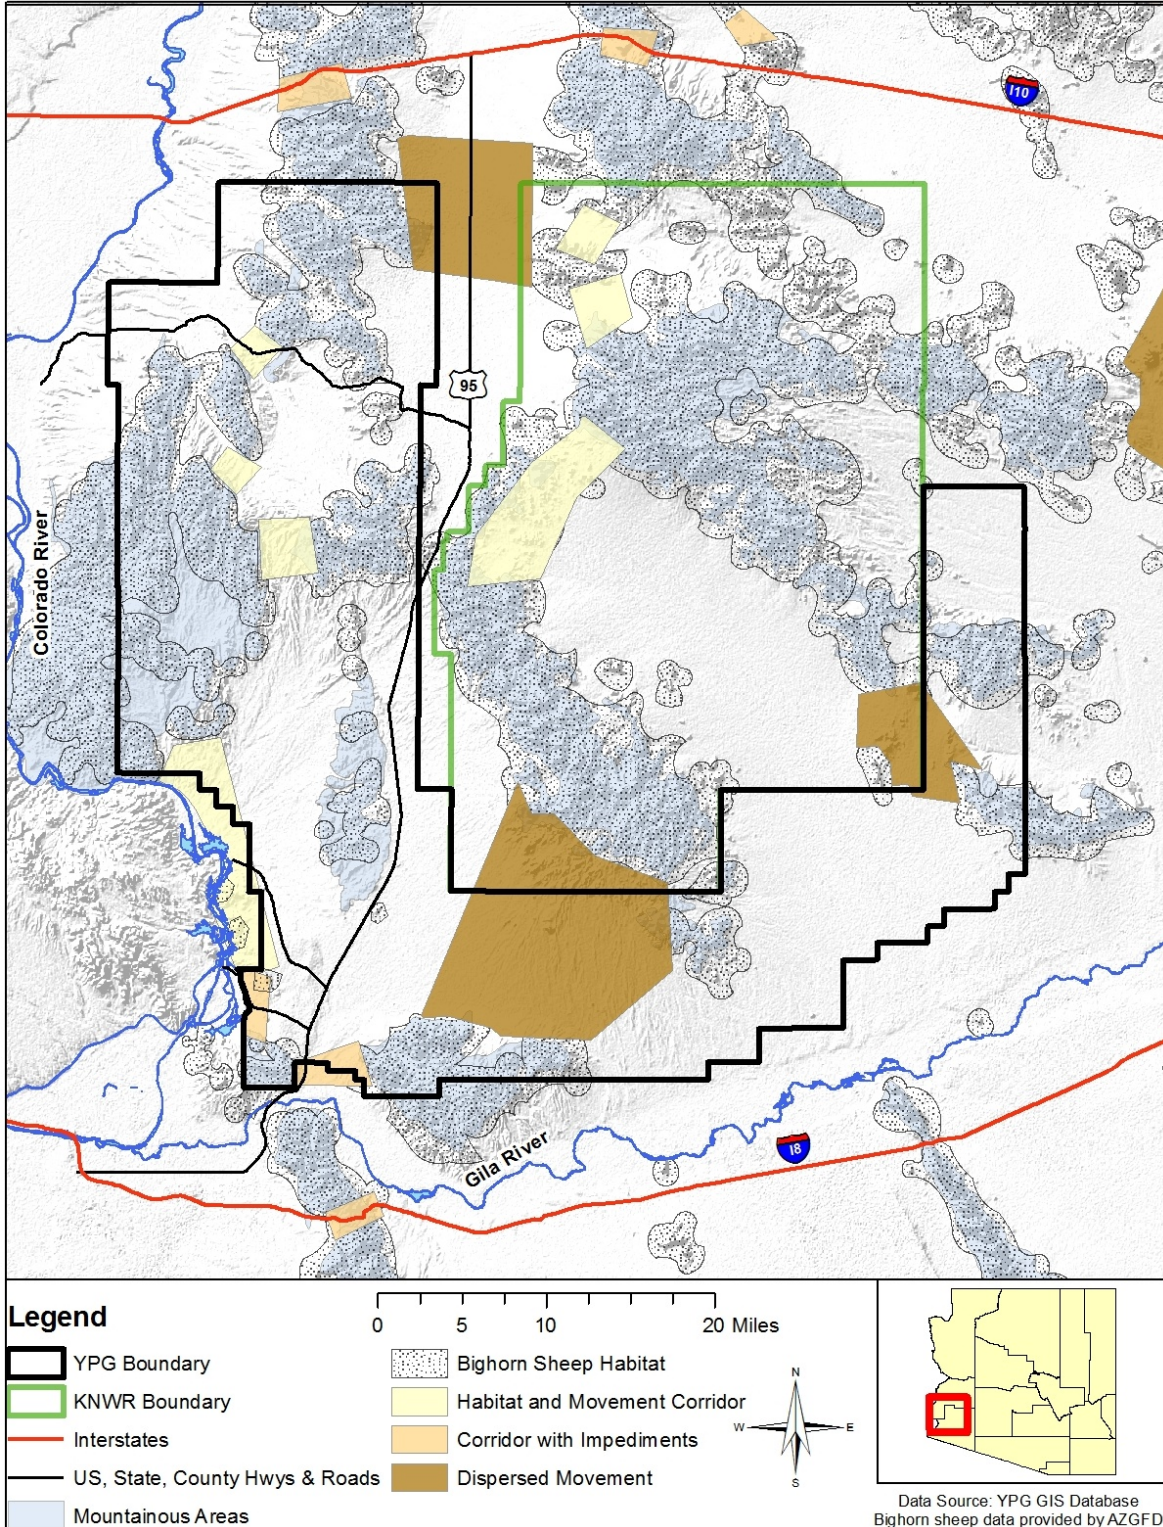 I10
95
Colorado River
Gila River
I8
Legend
YPG Boundary
KNWR Boundary
Interstates
US, State, County Hwys & Roads
Mountainous Areas
0 5 10 20 Miles
Bighorn Sheep Habitat
Habitat and Movement Corridor
Corridor with Impediments
Dispersed Movement
N
W E
S
Data Source: YPG GIS Database
Bighorn sheep data provided by AZGFD